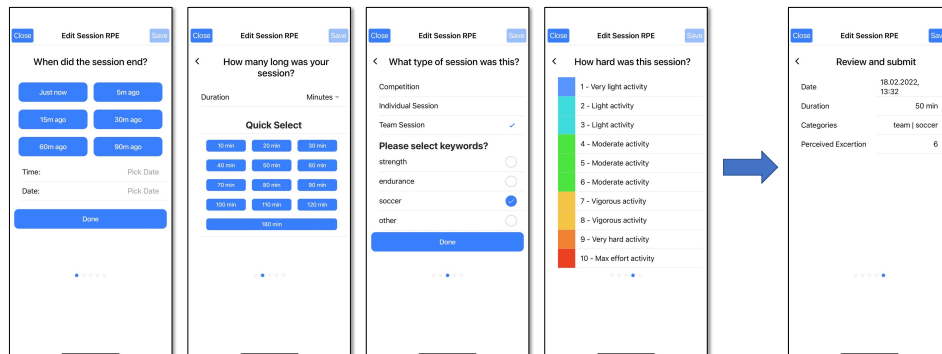 Close Edit Session RPE Save
When did the session end?
Just now 5m ago
15m ago 30m ago
60m ago 90m ago
Time: Pick Date
Date: Pick Date
Done
Close Edit Session RPE Save
< How many long was your
session?
Duration Minutes
Quick Select
10 min 20 min 30 min
40 min 50 min 60 min
70 min 80 min 90 min
100 min 110 min 120 min
180 min
Close Edit Session RPE Save
< What type of session was this?
Competition
Individual Session
Team Session
Please select keywords?
strength
endurance
soccer
other
Done
Close Edit Session RPE Save
< How hard was this session?
1 - Very light activity
2 - Light activity
3 - Light activity
4 - Moderate activity
5 - Moderate activity
6 - Moderate activity
7 - Vigorous activity
8 - Vigorous activity
9 - Very hard activity
10 - Max effort activity
Close Edit Session RPE
< Review and submit
Date 18.02.2022,
13:32
Duration 50 min
Categories team | soccer
Perceived Excertion 6